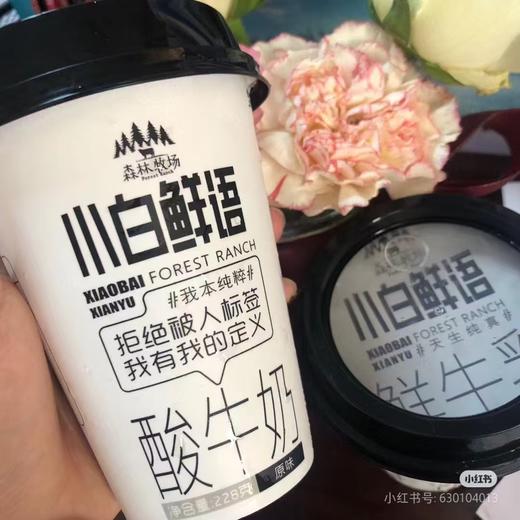 森林牧场
Forest Ranch
小白鲜语
XIAOBAI
XIANYU
FOREST RANCH
#我本纯粹#
拒绝被人标签
我有我的定义
酸牛奶
净含量:228克
原味
小白鲜语
XIAOBAI
XIANYU
FOREST RANCH
#天生纯真#
鲜牛乳
小红书
小红书号: 630104013